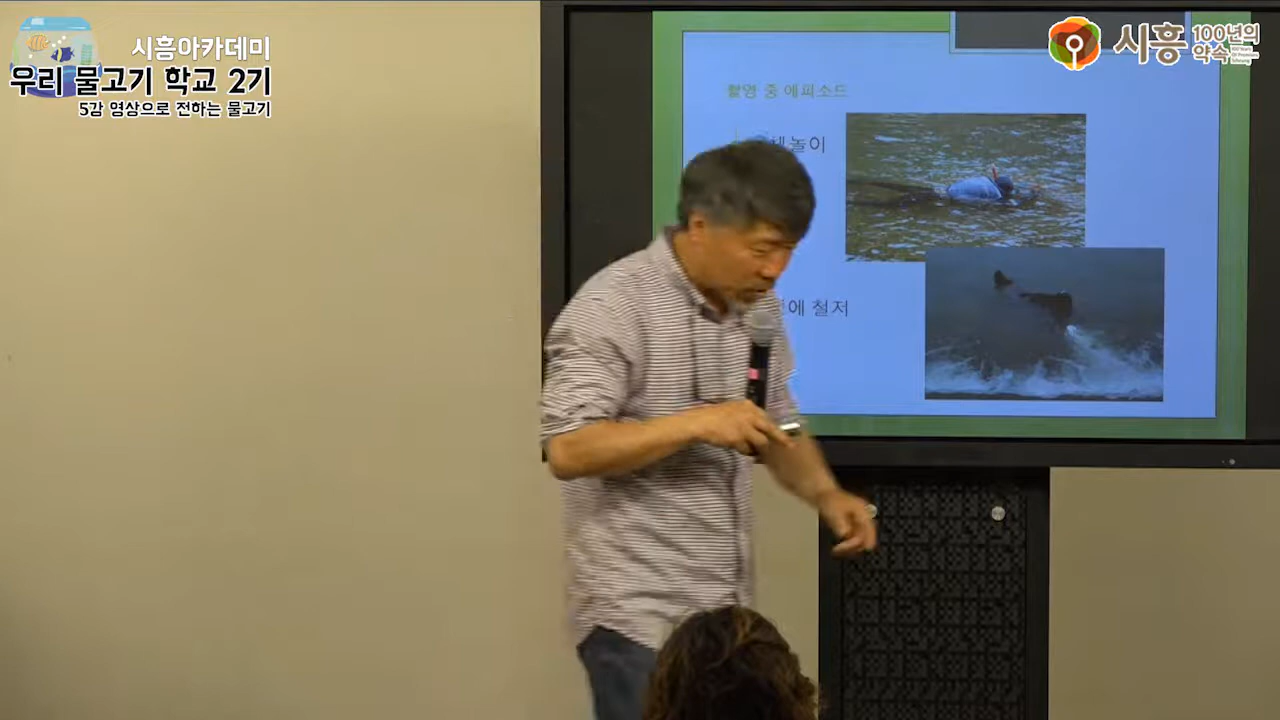 시흥아카데미
우리 물고기 학교 2기
5감 영상으로 전하는 물고기
시흥 100년의
약속
촬영 중 에피소드
놀이
에 철저